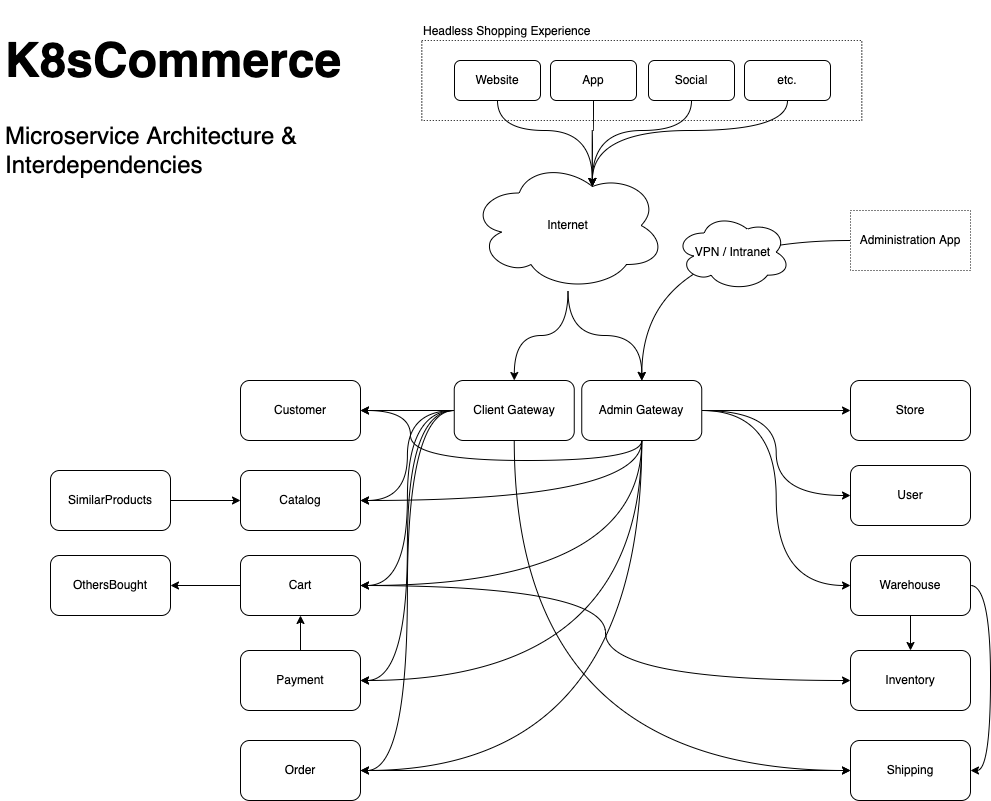 K8sCommerce
Microservice Architecture &
Interdependencies
Headless Shopping Experience
Website
App
Social
etc.
Internet
VPN / Intranet
Administration App
Customer
Client Gateway
Admin Gateway
Store
SimilarProducts
Catalog
User
OthersBought
Cart
Warehouse
Payment
Inventory
Order
Shipping